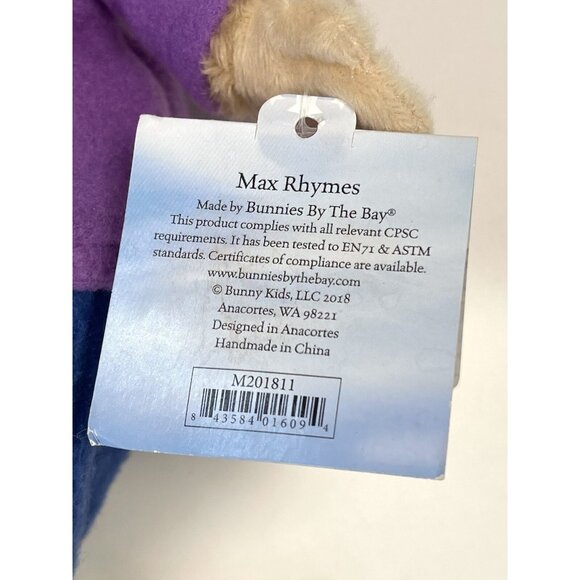 Max Rhymes
Made by Bunnies By The Bay®
This product complies with all relevant CPSC
requirements. It has been tested to EN71 & ASTM
standards. Certificates of compliance are available.
www.bunniesbythebay.com
© Bunny Kids, LLC 2018
Anacortes, WA 98221
Designed in Anacortes
Handmade in China
M201811
8 43584 01609 4